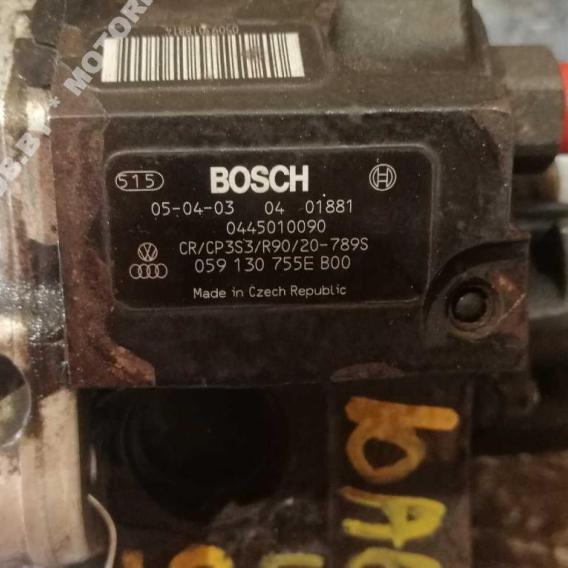 515 BOSCH
05-04-03 04 01881
0445010090
CR/CP3S3/R90/20-789S
059 130 755E B00
Made in Czech Republic